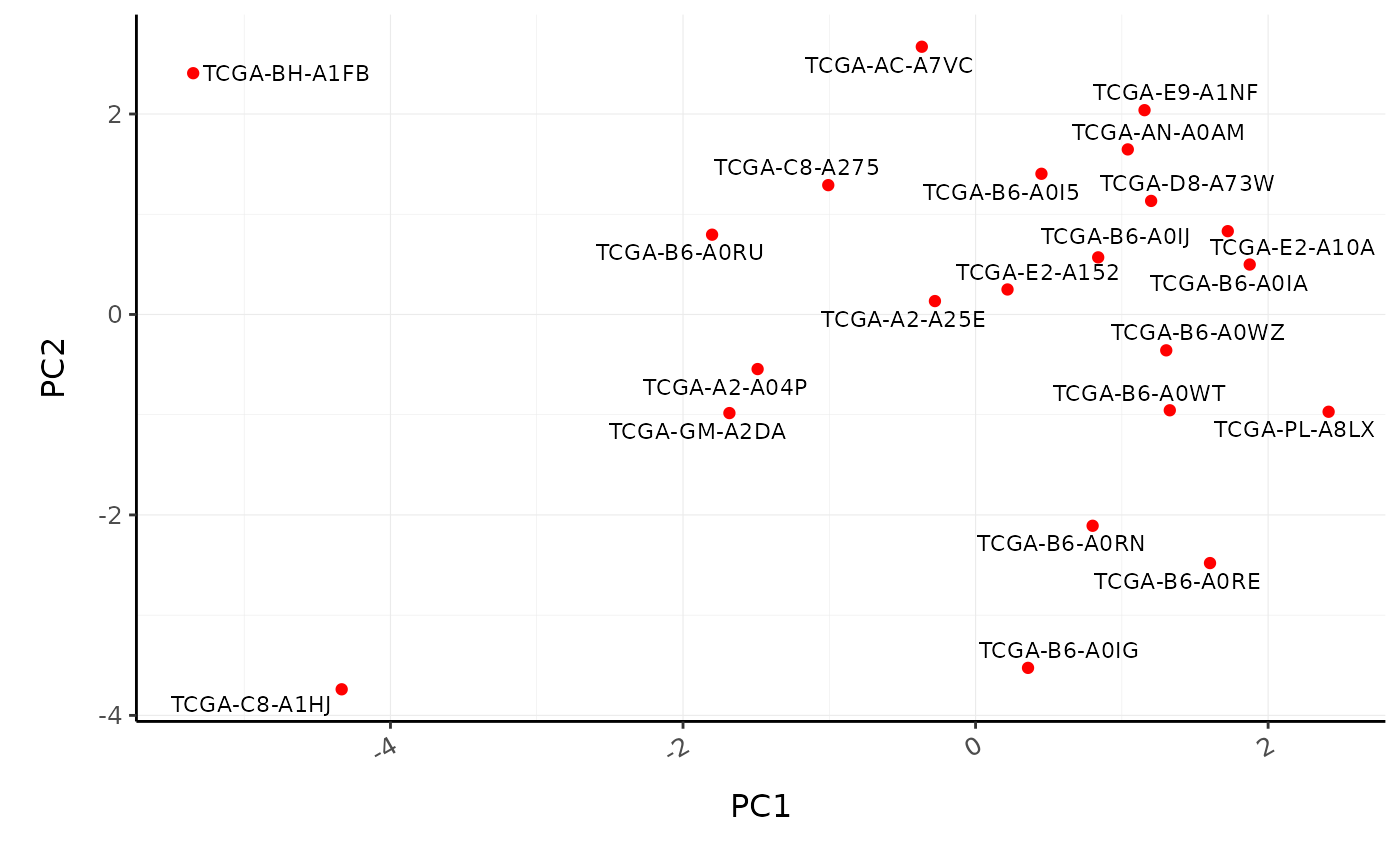 TCGA-AC-A7VC
TCGA-BH-A1FB
TCGA-E9-A1NF
2
TCGA-AN-A0AM
TCGA-C8-A275
TCGA-D8-A73W
TCGA-B6-A0I5
TCGA-B6-A0IJ
TCGA-E2-A10A
TCGA-B6-A0RU
TCGA-E2-A152
TCGA-B6-A0IA
0
TCGA-A2-A25E
TCGA-B6-A0WZ
PC2
TCGA-A2-A04P
TCGA-B6-A0WT
TCGA-PL-A8LX
TCGA-GM-A2DA
-2
TCGA-B6-A0RN
TCGA-B6-A0RE
TCGA-B6-A0IG
TCGA-C8-A1HJ
-4
-4
-2
0
2
PC1